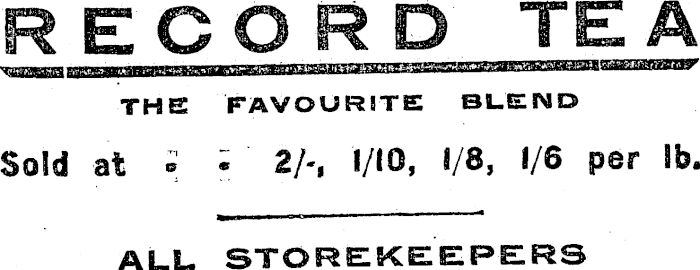 RECORD TEA
THE FAVOURITE BLEND
Sold at : : 2/-, 1/10, 1/8, 1/6 per lb.
ALL STOREKEEPERS